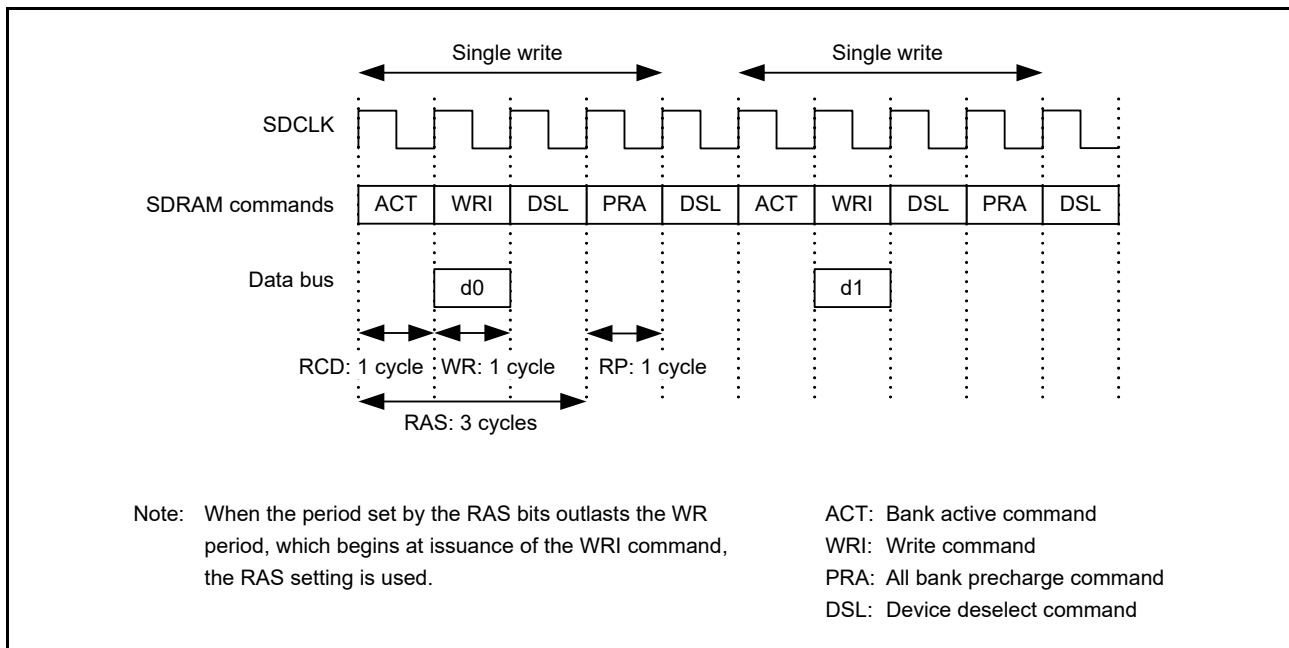 Single write Single write
SDCLK
SDRAM commands ACT WRI DSL PRA DSL ACT WRI DSL PRA DSL
Data bus d0 d1
RCD: 1 cycle WR: 1 cycle RP: 1 cycle
RAS: 3 cycles
Note: When the period set by the RAS bits outlasts the WR
period, which begins at issuance of the WRI command,
the RAS setting is used.
ACT: Bank active command
WRI: Write command
PRA: All bank precharge command
DSL: Device deselect command